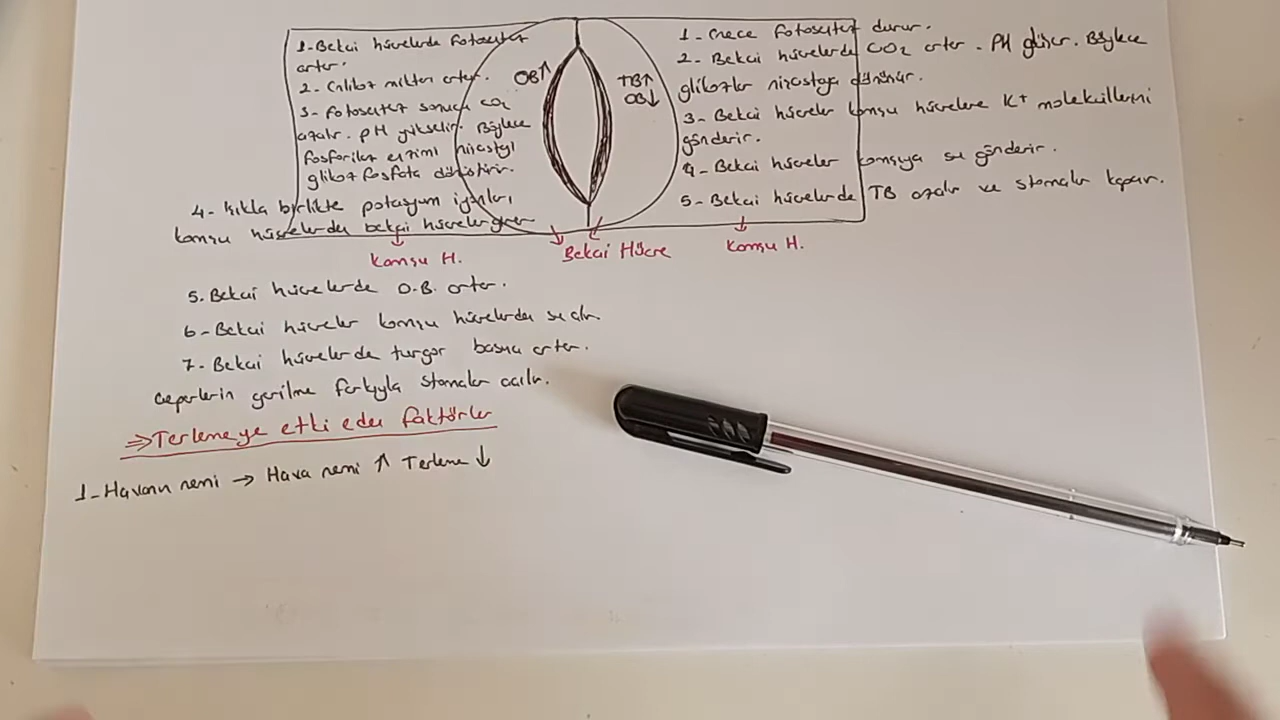 1-Bekçi hücrelerde fotosentez
artar.
2- Glikoz miktarı artar.
3- Fotosentez sonucu CO2
azalır. pH yükselir. Böylece
fosforilaz enzimi nişastayı
glikoz fosfata dönüştürür.
4- Işıkla birlikte potasyum iyonları,
komşu hücrelerden bekçi hücrelere girer
OB↑
TB↑
OB↓
1- Gece fotosentez durur.
2- Bekçi hücrelerde CO2 artar. PH düşer. Böylece
glikozlar nişastaya dönüşür.
3- Bekçi hücreler komşu hücrelere K+ moleküllerini
gönderir.
4- Bekçi hücreler komşuya su gönderir.
5- Bekçi hücrelerde TB azalır ve stomalar kapanır.
Komşu H.
Bekçi Hücre
Komşu H.
5. Bekçi hücrelerde O.B. artar.
6- Bekçi hücreler komşu hücrelerden su alır.
7- Bekçi hücrelerde turgor basıncı artar.
Çeperlerin gerilme farkıyla stomalar açılır.
⇒Terlemeye etki eden faktörler
1-Havanın nemi → Hava nemi ↑ Terleme ↓